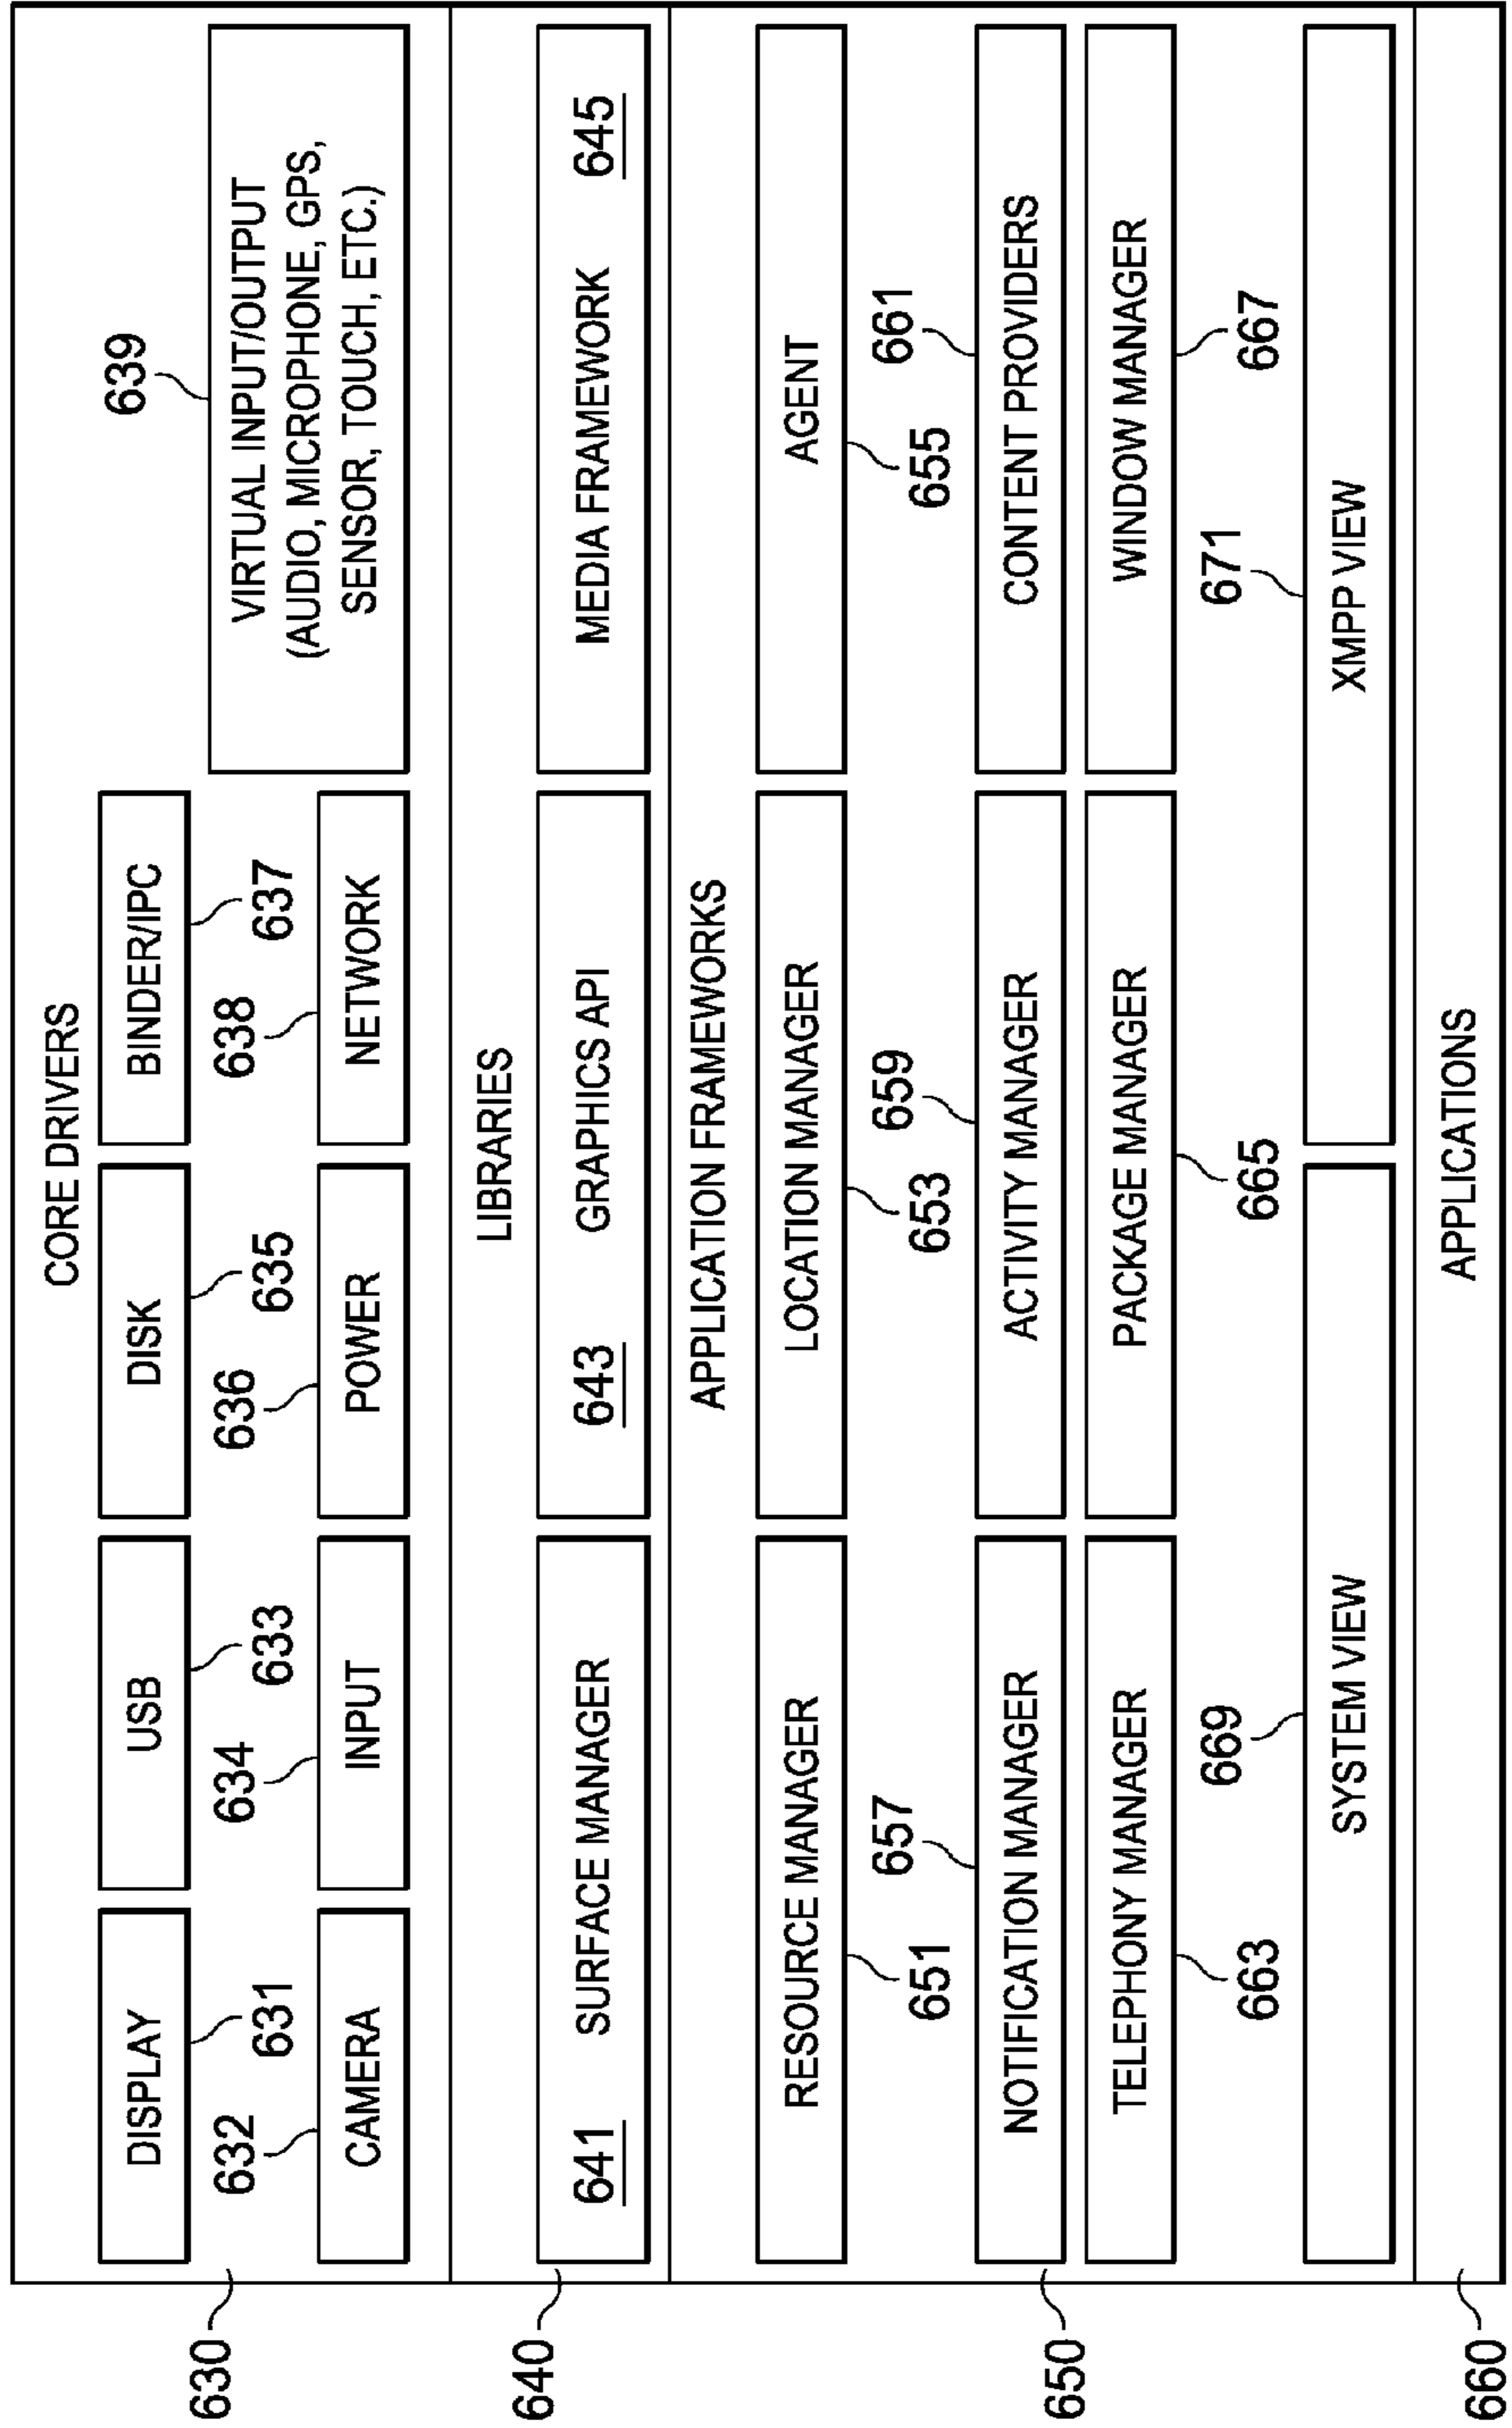 639
CORE DRIVERS
DISPLAY
USB
DISK
BINDER/IPC
631
633
635
637
632
634
636
638
VIRTUAL INPUT/OUTPUT
(AUDIO, MICROPHONE, GPS,
SENSOR, TOUCH, ETC.)
CAMERA
INPUT
POWER
NETWORK
630
LIBRARIES
641 SURFACE MANAGER
643 GRAPHICS API
MEDIA FRAMEWORK 645
640
APPLICATION FRAMEWORKS
RESOURCE MANAGER
LOCATION MANAGER
AGENT
651
653
655
657
659
661
NOTIFICATION MANAGER
ACTIVITY MANAGER
CONTENT PROVIDERS
650
TELEPHONY MANAGER
PACKAGE MANAGER
WINDOW MANAGER
663
665
667
669
671
SYSTEM VIEW
XMPP VIEW
APPLICATIONS
660